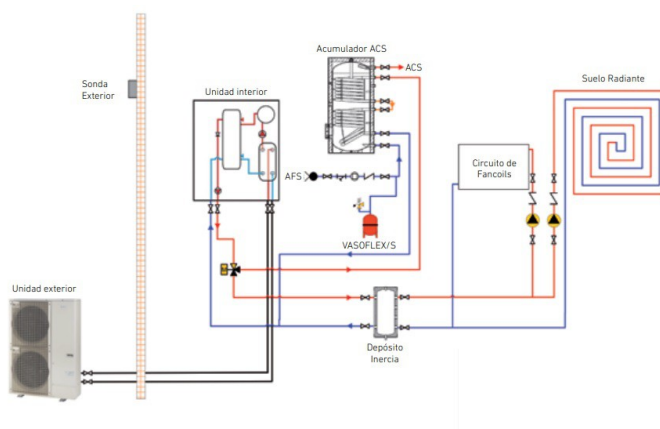 Acumulador ACS
ACS
Sonda
Exterior
Unidad interior
Suelo Radiante
AFS
Circuito de
Fancoils
VASOFLEX/S
Unidad exterior
Depósito
Inercia